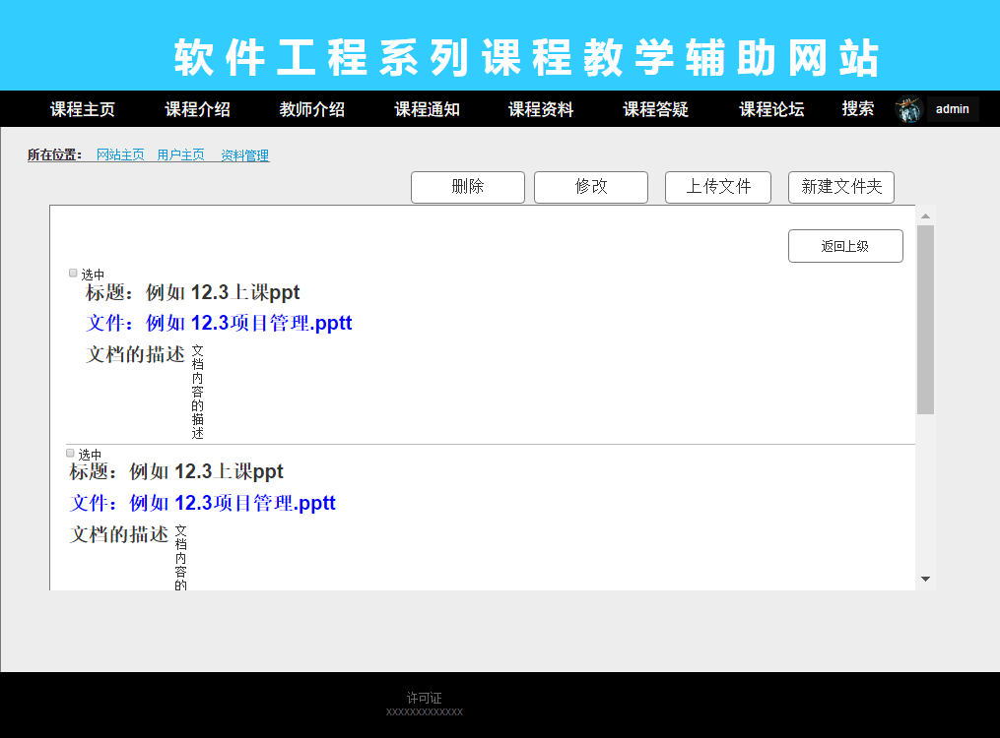 软件工程系列课程教学辅助网站
课程主页 课程介绍 教师介绍 课程通知 课程资料 课程答疑 课程论坛 搜索 admin
所在位置： 网站主页 用户主页 资料管理
删除 修改 上传文件 新建文件夹
返回上级
选中
标题：例如 12.3上课ppt
文件：例如 12.3项目管理.pptt
文档的描述 文档内容的描述
选中
标题：例如 12.3上课ppt
文件：例如 12.3项目管理.pptt
文档的描述 文档内容的
许可证
xxxxxxxxxxxxx